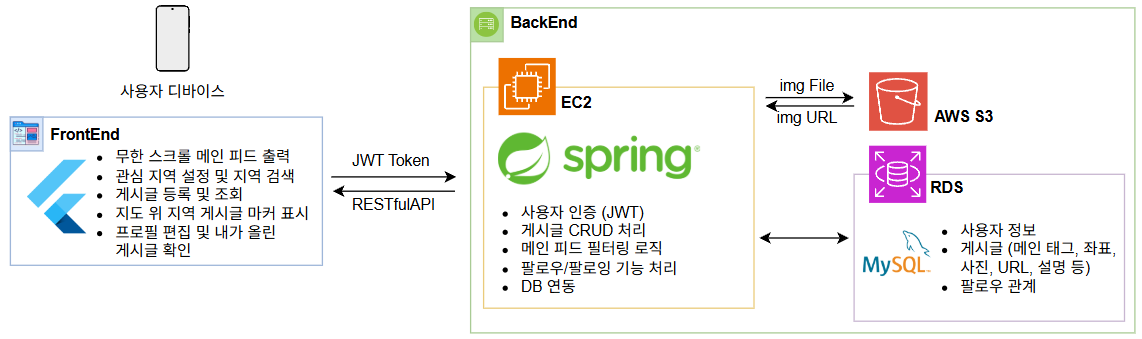 사용자 디바이스
FrontEnd
무한 스크롤 메인 피드 출력
관심 지역 설정 및 지역 검색
게시글 등록 및 조회
지도 위 지역 게시글 마커 표시
프로필 편집 및 내가 올린
게시글 확인
JWT Token
RESTfulAPI
BackEnd
EC2
spring
사용자 인증 (JWT)
게시글 CRUD 처리
메인 피드 필터링 로직
팔로우/팔로잉 기능 처리
DB 연동
img File
img URL
AWS S3
RDS
MySQL
사용자 정보
게시글 (메인 태그, 좌표,
사진, URL, 설명 등)
팔로우 관계